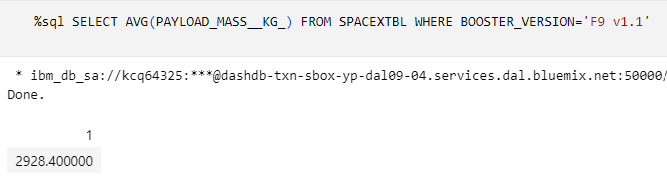 %sql SELECT AVG(PAYLOAD_MASS__KG_) FROM SPACEXTBL WHERE BOOSTER_VERSION='F9 v1.1'
* ibm_db_sa://kcq64325:***@dashdb-txn-sbox-yp-dal09-04.services.dal.bluemix.net:50000/
Done.
1
2928.400000